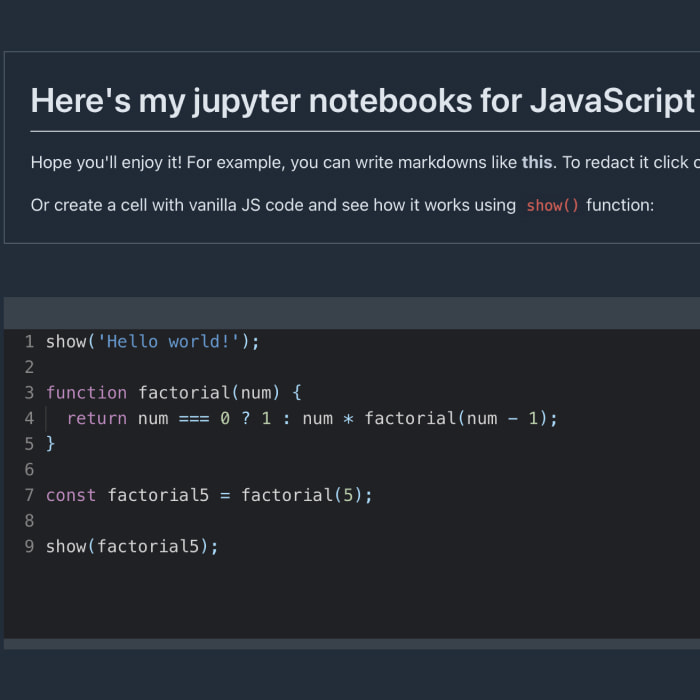 Here's my jupyter notebooks for JavaScript
Hope you'll enjoy it! For example, you can write markdowns like this. To redact it click
Or create a cell with vanilla JS code and see how it works using show() function:
1 show('Hello world!');
2
3 function factorial(num) {
4   return num === 0 ? 1 : num * factorial(num - 1);
5 }
6
7 const factorial5 = factorial(5);
8
9 show(factorial5);